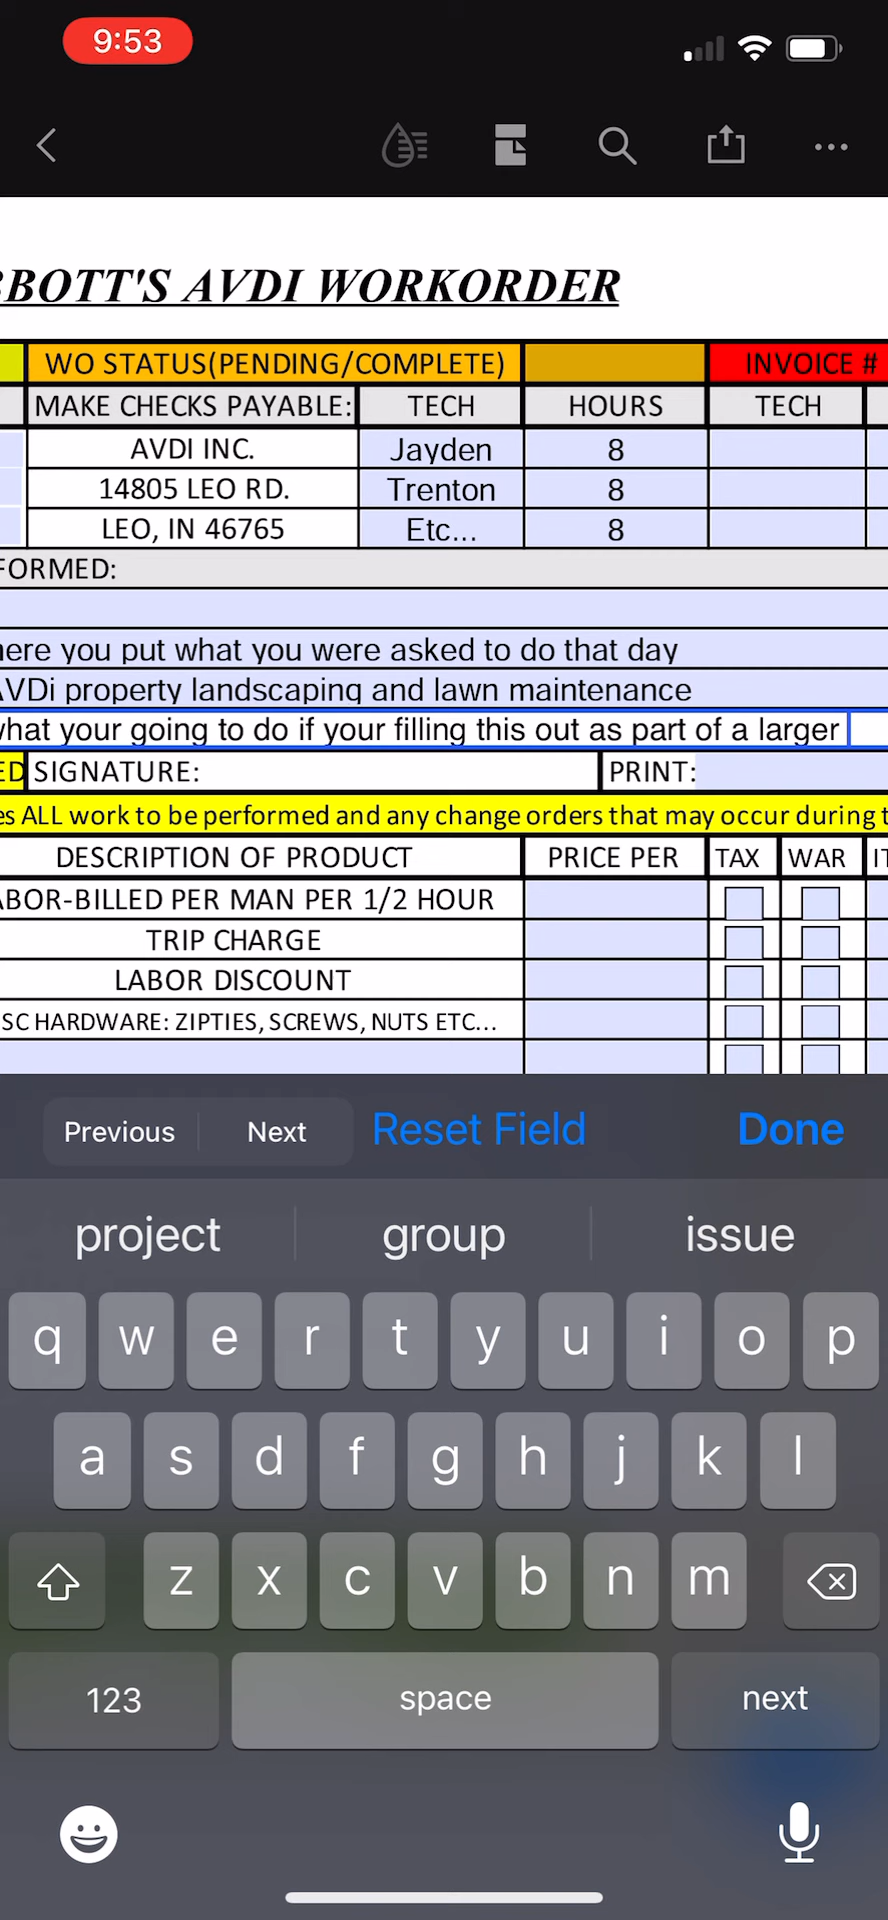 9:53
BOTT'S AVDI WORKORDER
WO STATUS(PENDING/COMPLETE) INVOICE #
MAKE CHECKS PAYABLE: TECH HOURS TECH
AVDI INC. Jayden 8
14805 LEO RD. Trenton 8
LEO, IN 46765 Etc... 8
FORMED:
here you put what you were asked to do that day
AVDi property landscaping and lawn maintenance
what your going to do if your filling this out as part of a larger
ED SIGNATURE: PRINT:
es ALL work to be performed and any change orders that may occur during t
DESCRIPTION OF PRODUCT PRICE PER TAX WAR IT
ABOR-BILLED PER MAN PER 1/2 HOUR
TRIP CHARGE
LABOR DISCOUNT
SC HARDWARE: ZIPTIES, SCREWS, NUTS ETC...
Previous Next Reset Field Done
project group issue
q w e r t y u i o p
a s d f g h j k l
z x c v b n m
123 space next